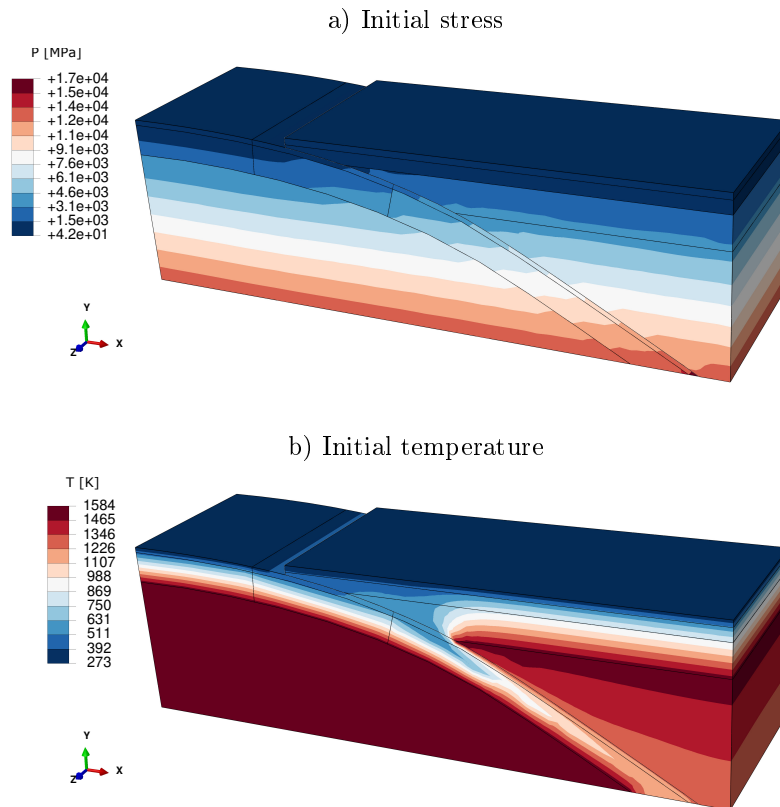 a) Initial stress
P [MPa]
+1.7e+04
+1.5e+04
+1.4e+04
+1.2e+04
+1.1e+04
+9.1e+03
+7.6e+03
+6.1e+03
+4.6e+03
+3.1e+03
+1.5e+03
+4.2e+01
Y
Z
X
b) Initial temperature
T [K]
1584
1465
1346
1226
1107
988
869
750
631
511
392
273
Y
Z
X